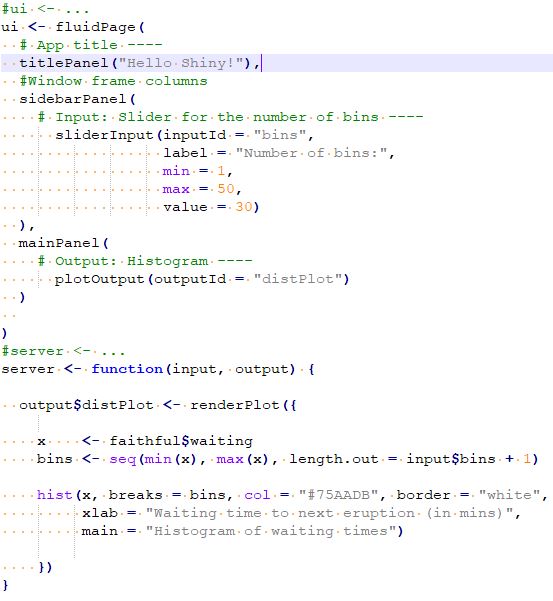 #ui <- ...
ui <- fluidPage(
  # App title ----
  titlePanel("Hello Shiny!"),
  #Window frame columns
  sidebarPanel(
    # Input: Slider for the number of bins ----
      sliderInput(inputId = "bins",
                  label = "Number of bins:",
                  min = 1,
                  max = 50,
                  value = 30)
  ),
  mainPanel(
    # Output: Histogram ----
      plotOutput(outputId = "distPlot")
  )
)
#server <- ...
server <- function(input, output) {
  output$distPlot <- renderPlot({
    x    <- faithful$waiting
    bins <- seq(min(x), max(x), length.out = input$bins + 1)
    hist(x, breaks = bins, col = "#75AADB", border = "white",
         xlab = "Waiting time to next eruption (in mins)",
         main = "Histogram of waiting times")
    })
}